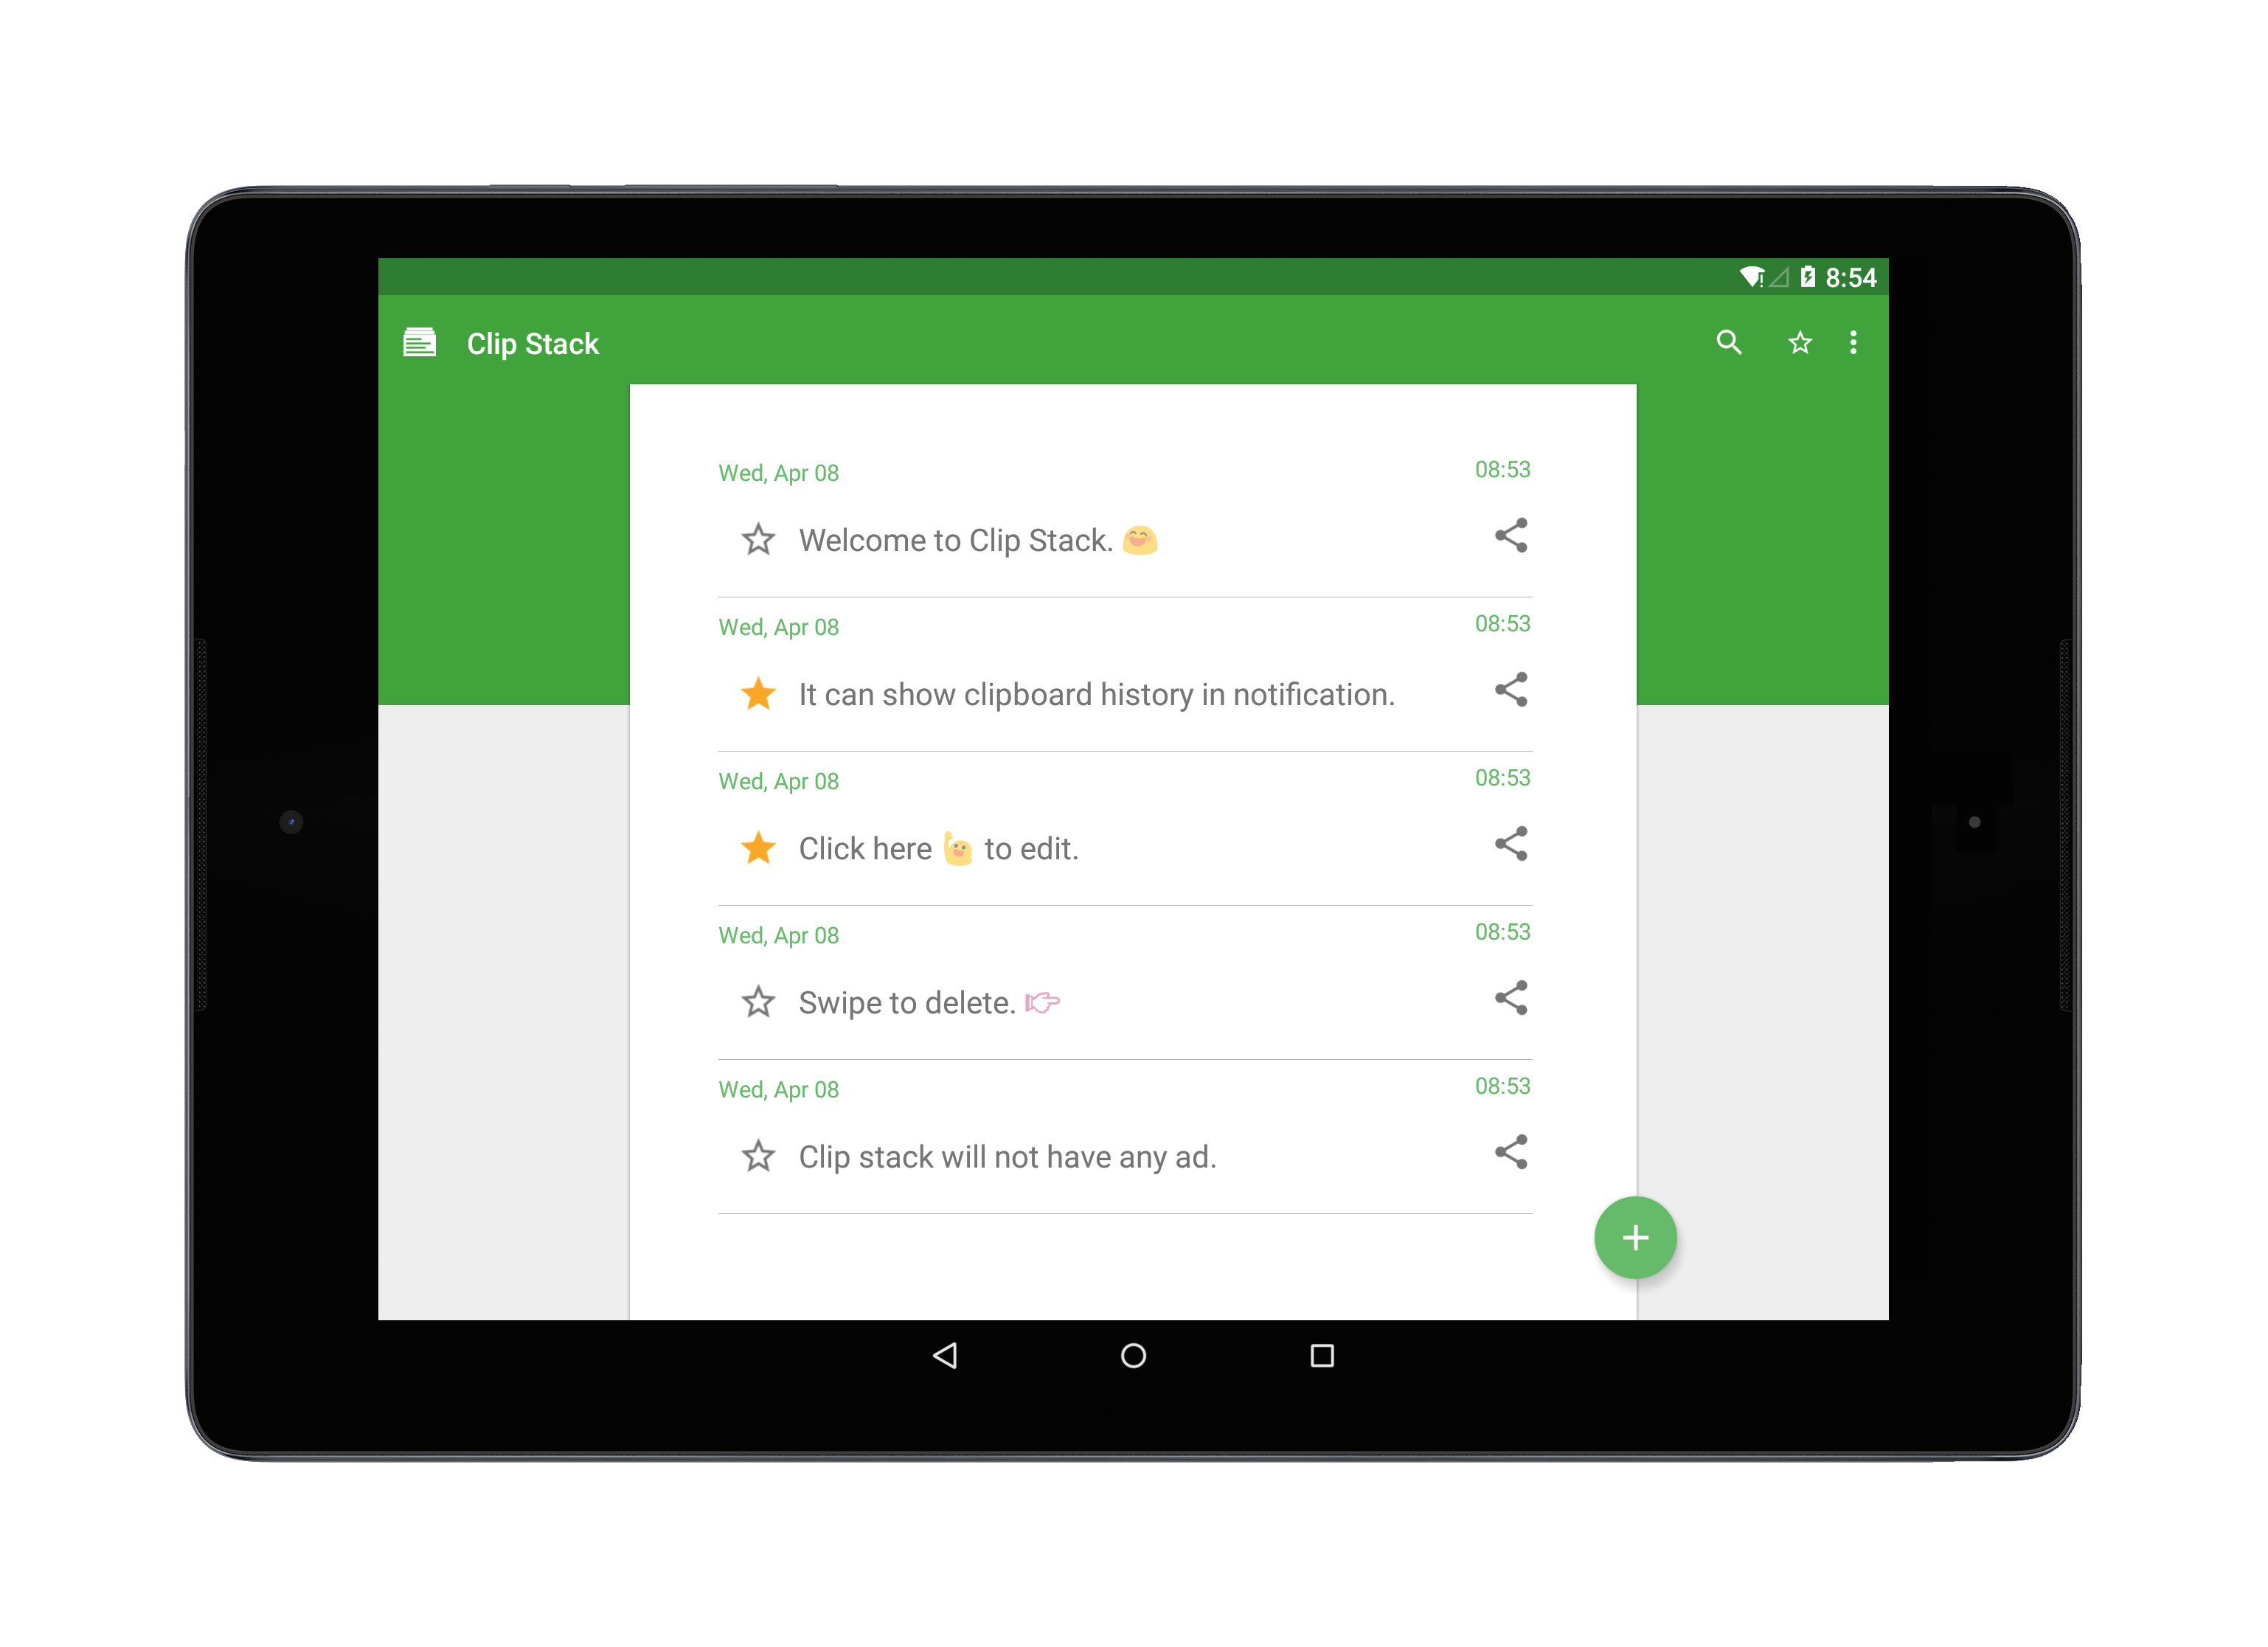 8:54
Clip Stack
Wed, Apr 08 08:53
Welcome to Clip Stack. 😄
Wed, Apr 08 08:53
It can show clipboard history in notification.
Wed, Apr 08 08:53
Click here 🙋 to edit.
Wed, Apr 08 08:53
Swipe to delete. 👉
Wed, Apr 08 08:53
Clip stack will not have any ad.